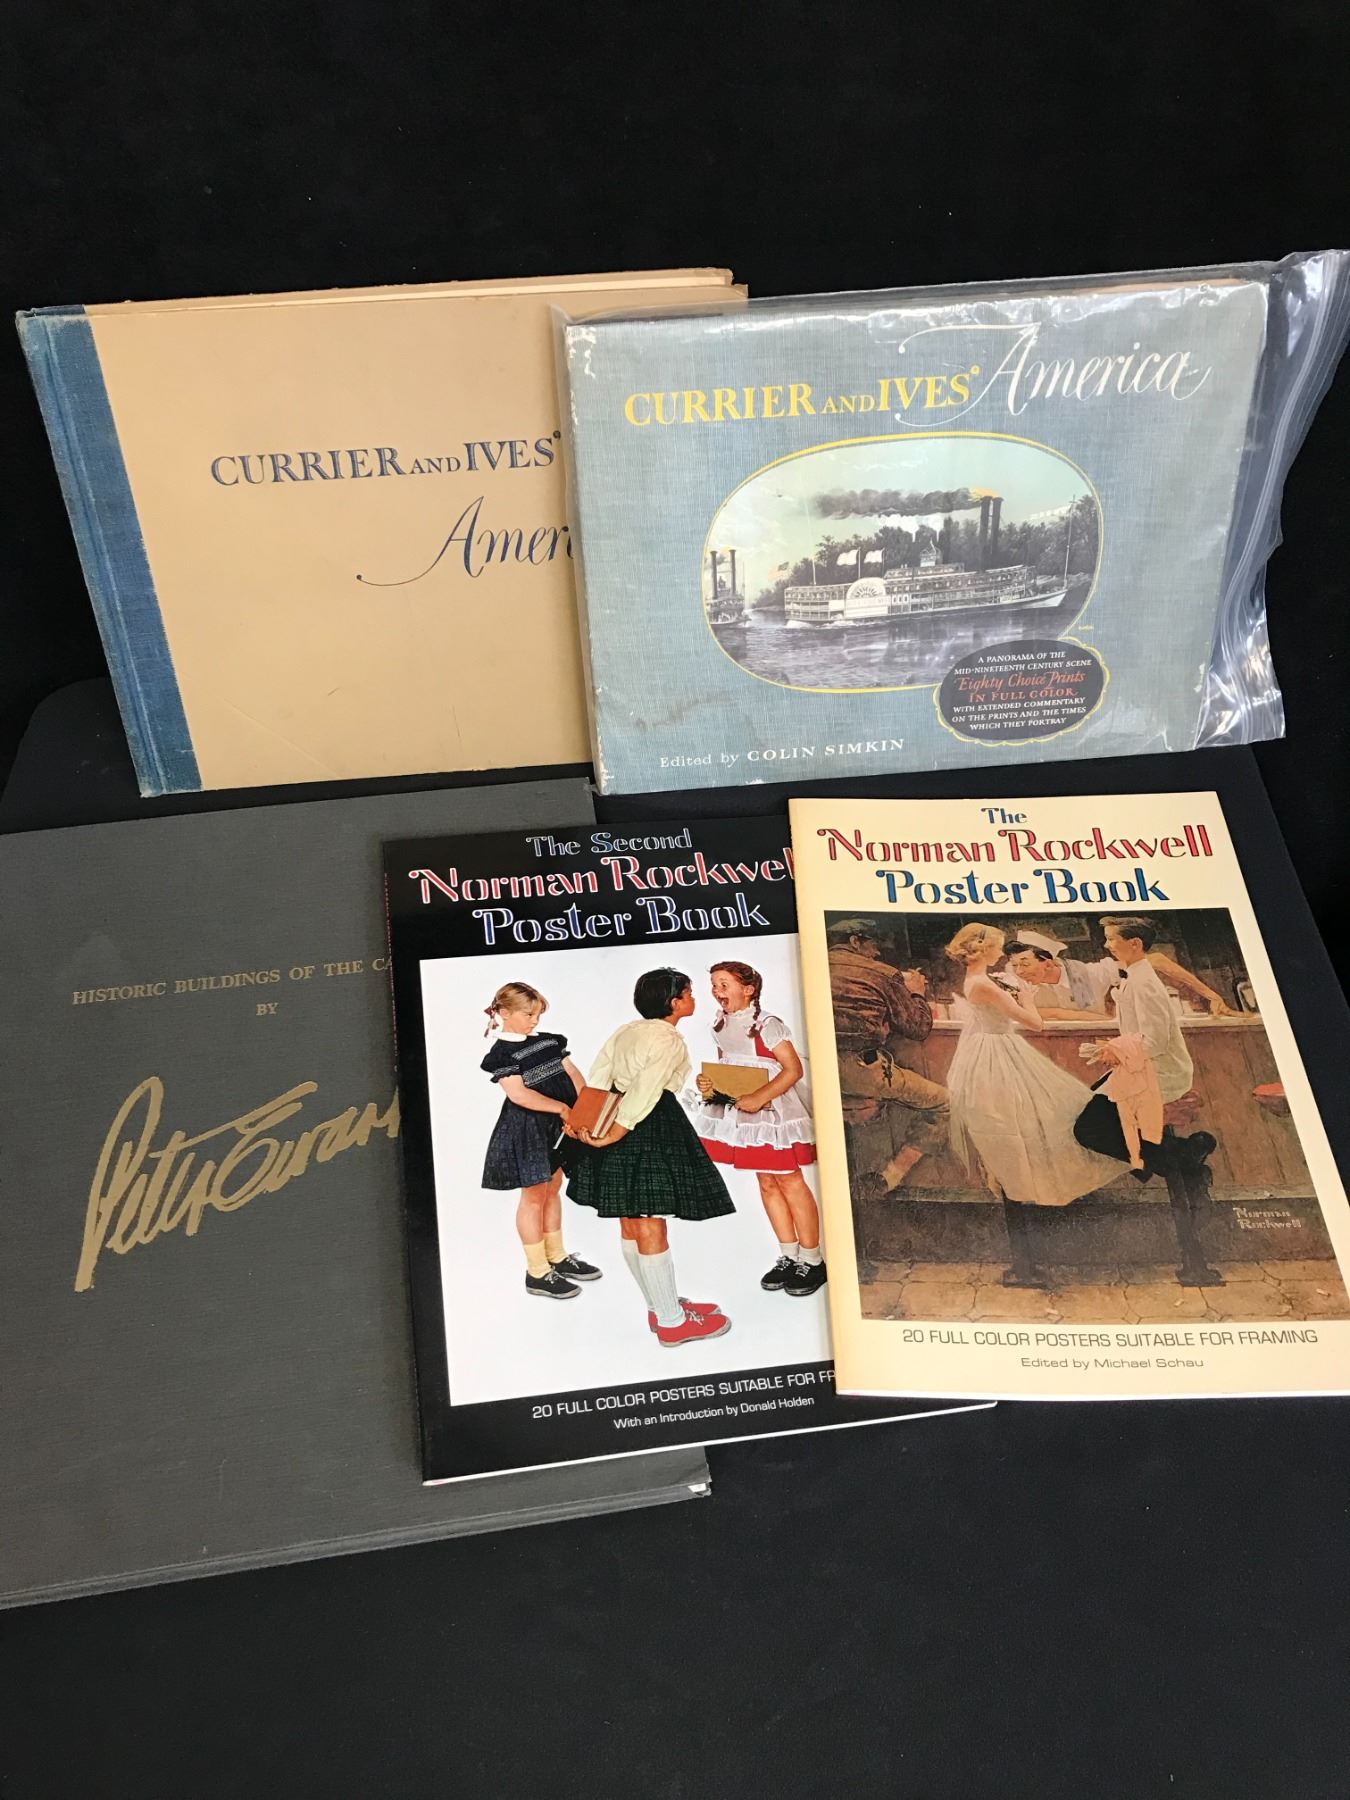 CURRIER AND IVES'
America
CURRIER AND IVES' America
A PANORAMA OF THE
MID-NINETEENTH CENTURY SCENE
Eighty Choice Prints
IN FULL COLOR
WITH EXTENDED COMMENTARY
ON THE PRINTS AND THE TIMES
WHICH THEY PORTRAY
Edited by COLIN SIMKIN
HISTORIC BUILDINGS OF THE CA
BY
Peter Ewart
The Second
Norman Rockwell
Poster Book
20 FULL COLOR POSTERS SUITABLE FOR FR
With an Introduction by Donald Holden
The
Norman Rockwell
Poster Book
Norman
Rockwell
20 FULL COLOR POSTERS SUITABLE FOR FRAMING
Edited by Michael Schau